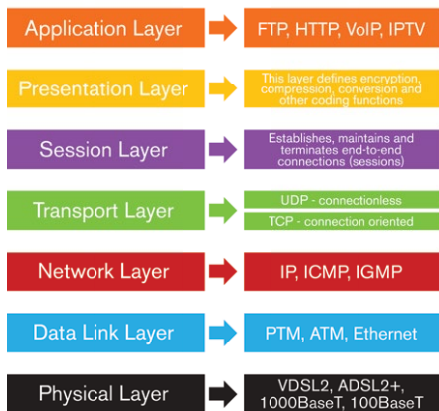 Application Layer
FTP, HTTP, VoIP, IPTV
Presentation Layer
This layer defines encryption,
compression, conversion and
other coding functions
Session Layer
Establishes, maintains and
terminates end-to-end
connections (sessions)
Transport Layer
UDP - connectionless
TCP - connection oriented
Network Layer
IP, ICMP, IGMP
Data Link Layer
PTM, ATM, Ethernet
Physical Layer
VDSL2, ADSL2+,
1000BaseT, 100BaseT